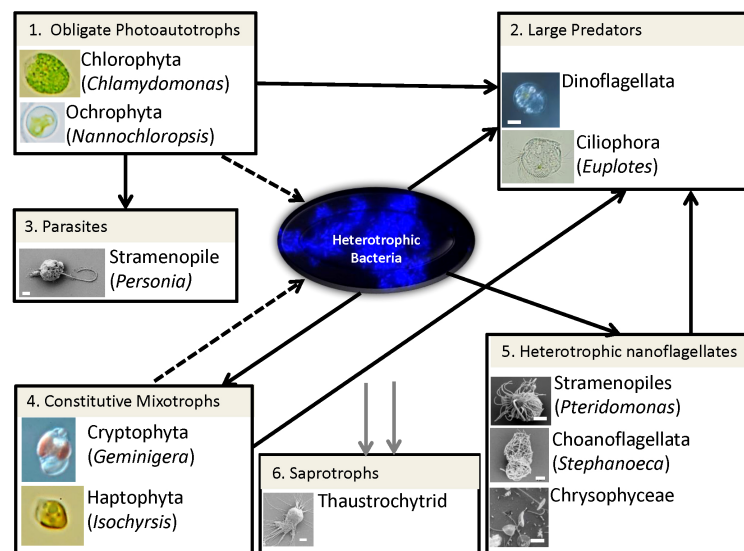 1. Obligate Photoautotrophs
Chlorophyta
(Chlamydomonas)
Ochrophyta
(Nannochloropsis)
2. Large Predators
Dinoflagellata
Ciliophora
(Euplotes)
3. Parasites
Stramenopile
(Personia)
Heterotrophic
Bacteria
4. Constitutive Mixotrophs
Cryptophyta
(Geminigera)
Haptophyta
(Isochyrsis)
6. Saprotrophs
Thaustrochytrid
5. Heterotrophic nanoflagellates
Stramenopiles
(Pteridomonas)
Choanoflagellata
(Stephanoeca)
Chrysophyceae